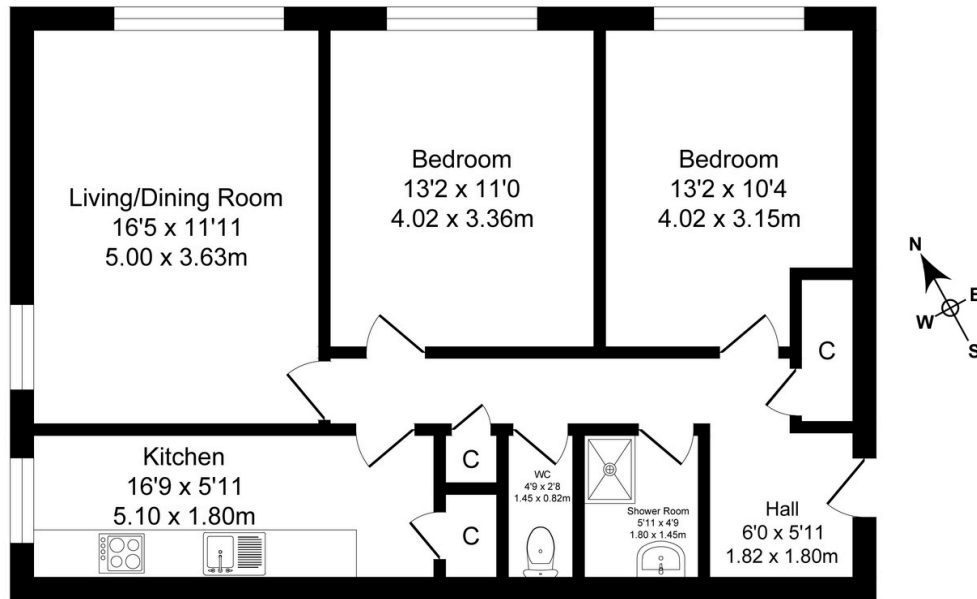 Living/Dining Room
16'5 x 11'11
5.00 x 3.63m
Bedroom
13'2 x 11'0
4.02 x 3.36m
Bedroom
13'2 x 10'4
4.02 x 3.15m
N
E
W
S
C
Kitchen
16'9 x 5'11
5.10 x 1.80m
C
C
WC
4'9 x 2'8
1.45 x 0.82m
Shower Room
5'11 x 4'9
1.80 x 1.45m
Hall
6'0 x 5'11
1.82 x 1.80m